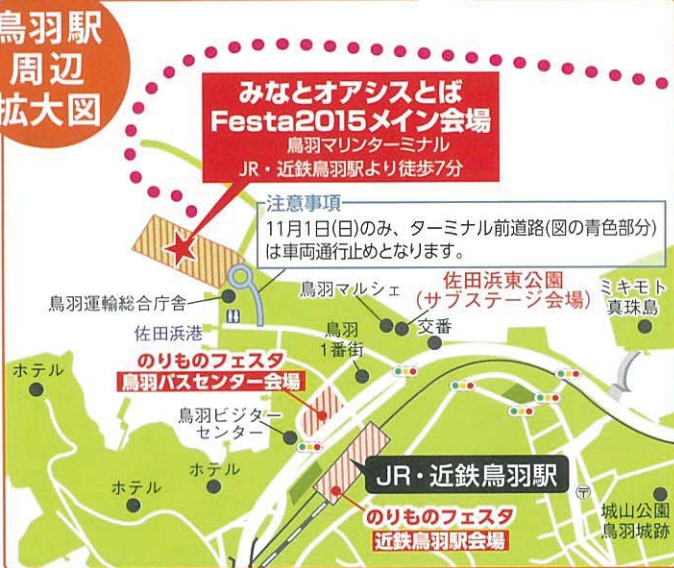 鳥羽駅
周辺
拡大図
みなとオアシスとば
Festa2015メイン会場
鳥羽マリンターミナル
JR・近鉄鳥羽駅より徒歩7分
注意事項
11月1日(日)のみ、ターミナル前道路(図の青色部分)
は車両通行止めとなります。
鳥羽運輸総合庁舎
佐田浜港
鳥羽マルシェ
佐田浜東公園
(サブステージ会場)
ミキモト
真珠島
交番
鳥羽
1番街
のりものフェスタ
鳥羽バスセンター会場
ホテル
鳥羽ビジター
センター
ホテル
ホテル
JR・近鉄鳥羽駅
のりものフェスタ
近鉄鳥羽駅会場
〒
城山公園
鳥羽城跡